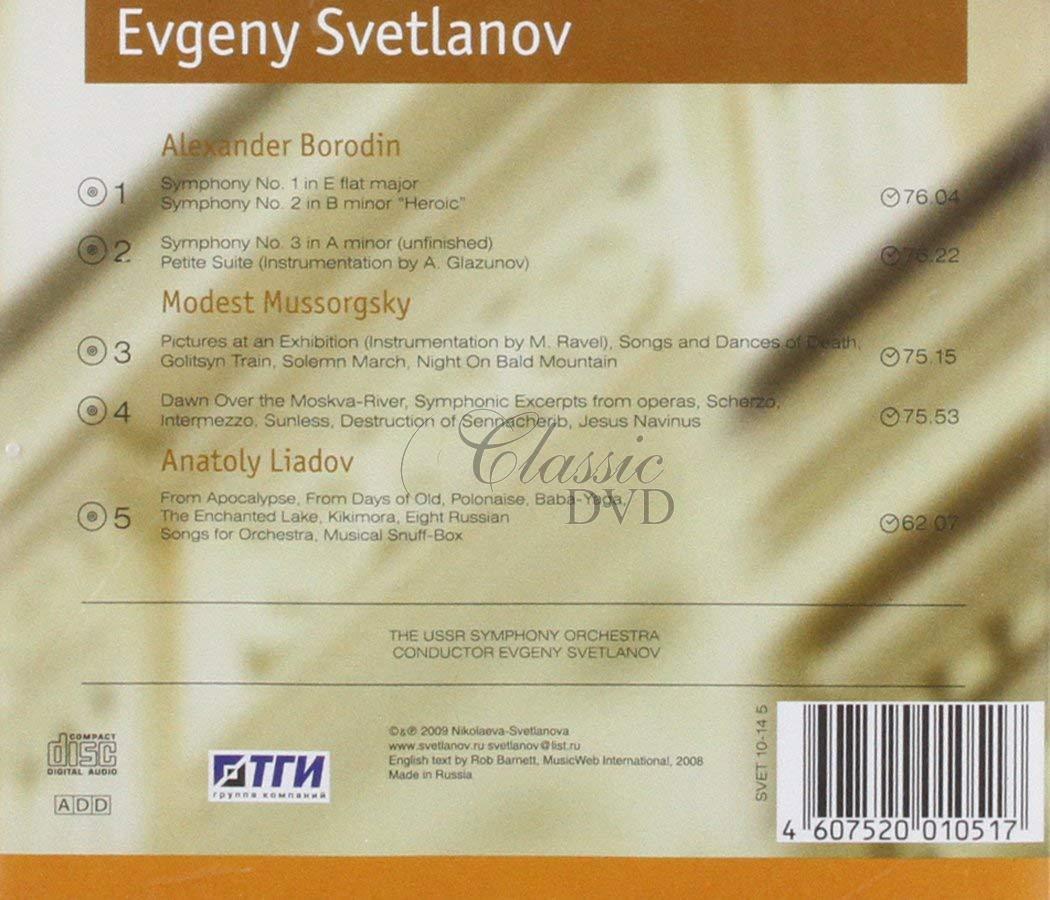 Evgeny Svetlanov
Alexander Borodin
1 Symphony No. 1 in E flat major
Symphony No. 2 in B minor "Heroic" 76.04
2 Symphony No. 3 in A minor (unfinished)
Petite Suite (Instrumentation by A. Glazunov) 76.22
Modest Mussorgsky
3 Pictures at an Exhibition (Instrumentation by M. Ravel), Songs and Dances of Death,
Golitsyn Train, Solemn March, Night On Bald Mountain 75.15
4 Dawn Over the Moskva-River, Symphonic Excerpts from operas, Scherzo,
Intermezzo, Sunless, Destruction of Sennacherib, Jesus Navinus 75.53
Classic
DVD
Anatoly Liadov
5 From Apocalypse, From Days of Old, Polonaise, Baba-Yaga,
The Enchanted Lake, Kikimora, Eight Russian 62 07
Songs for Orchestra, Musical Snuff-Box
THE USSR SYMPHONY ORCHESTRA
CONDUCTOR EVGENY SVETLANOV
COMPACT
disc
DIGITAL AUDIO
ADD
ТГИ
группа компаний
©&℗ 2009 Nikolaeva-Svetlanova
www.svetlanov.ru svetlanov@list.ru
English text by Rob Barnett, MusicWeb International, 2008
Made in Russia
SVET 10-14 5
4 607520 010517